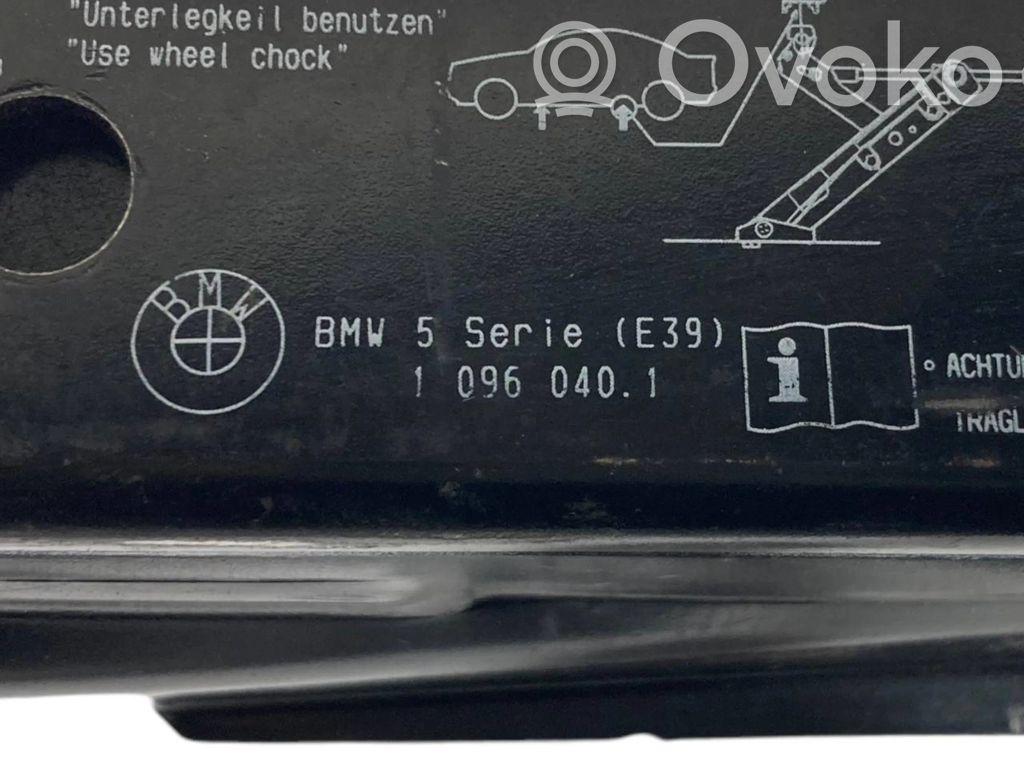 "Unterlegkeil benutzen"
"Use wheel chock"
Ovoko
BMW
BMW 5 Serie (E39)
1 096 040.1
i